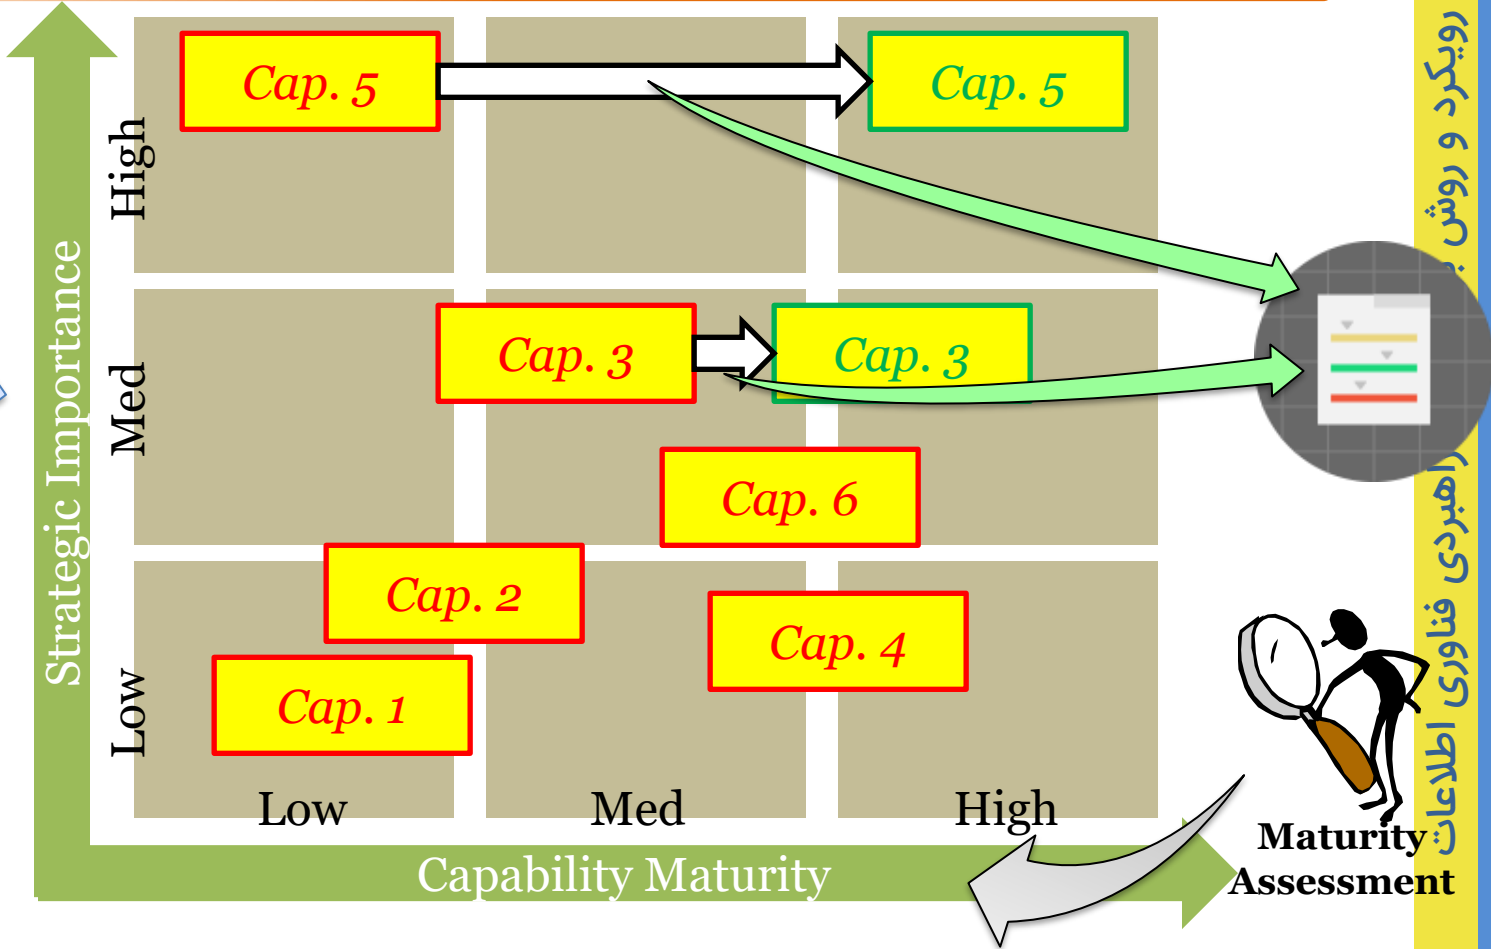 Strategic Importance
High
Med
Low
Cap. 5
Cap. 5
Cap. 3
Cap. 3
Cap. 6
Cap. 2
Cap. 4
Cap. 1
Low
Med
High
Capability Maturity
Maturity
Assessment
رویکرد و روش
راهبردی فناوری اطلاعات